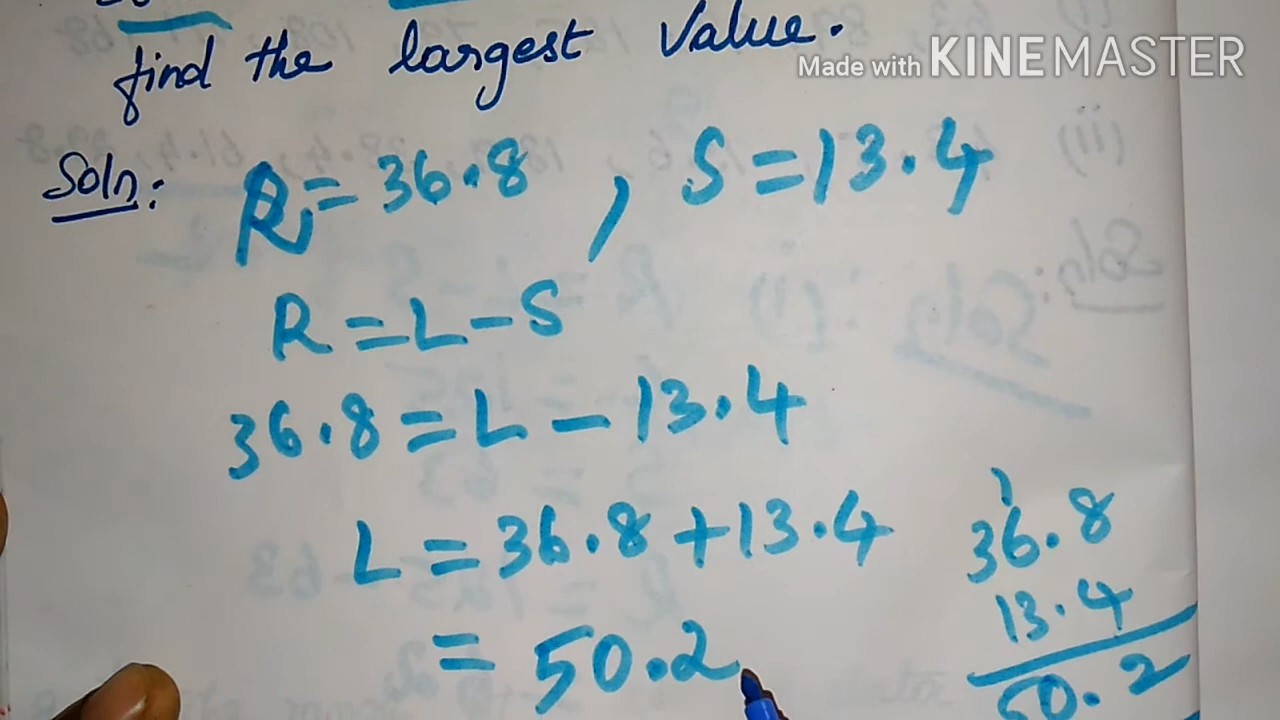 find the largest value.
Made with KINEMASTER
Soln: R = 36.8 , S = 13.4
R = L - S
36.8 = L - 13.4
L = 36.8 + 13.4
= 50.2
1
36.8
13.4
50.2